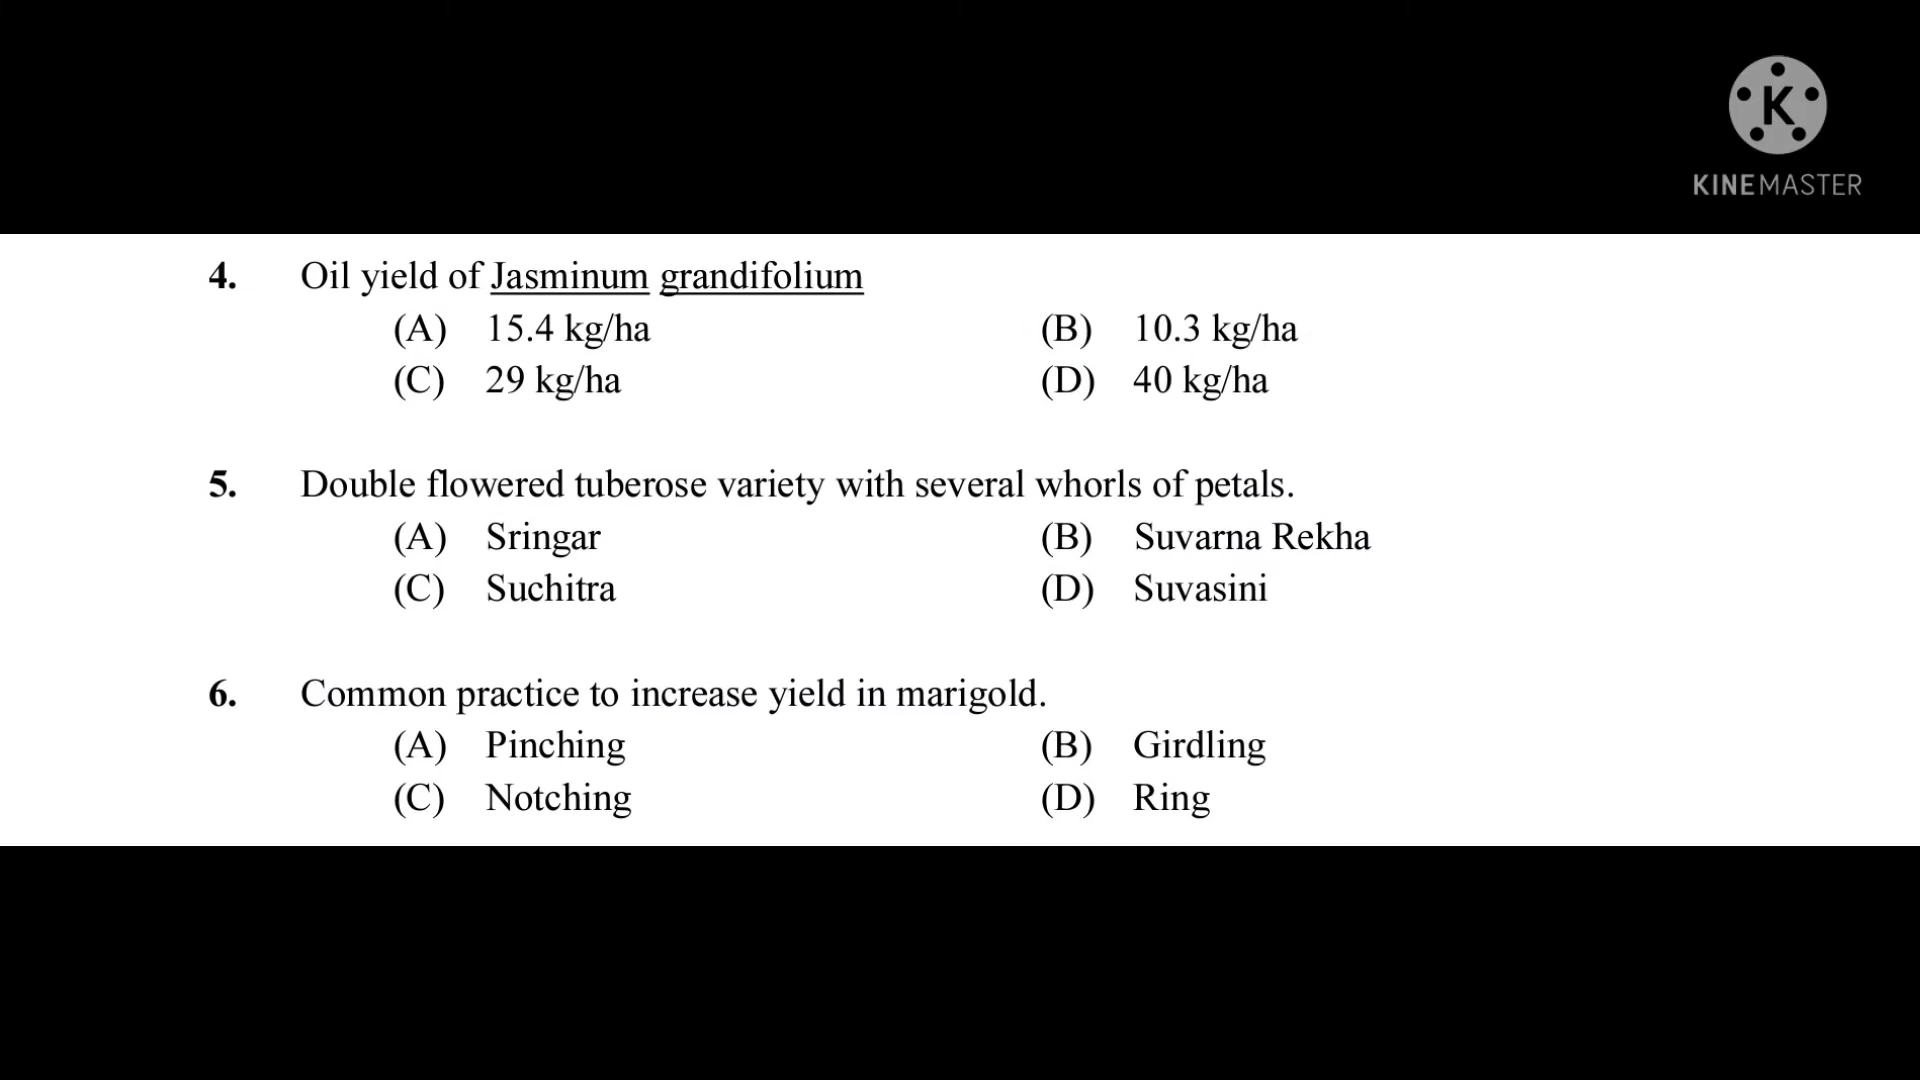 K
KINEMASTER
4. Oil yield of Jasminum grandifolium
(A) 15.4 kg/ha (B) 10.3 kg/ha
(C) 29 kg/ha (D) 40 kg/ha
5. Double flowered tuberose variety with several whorls of petals.
(A) Sringar (B) Suvarna Rekha
(C) Suchitra (D) Suvasini
6. Common practice to increase yield in marigold.
(A) Pinching (B) Girdling
(C) Notching (D) Ring